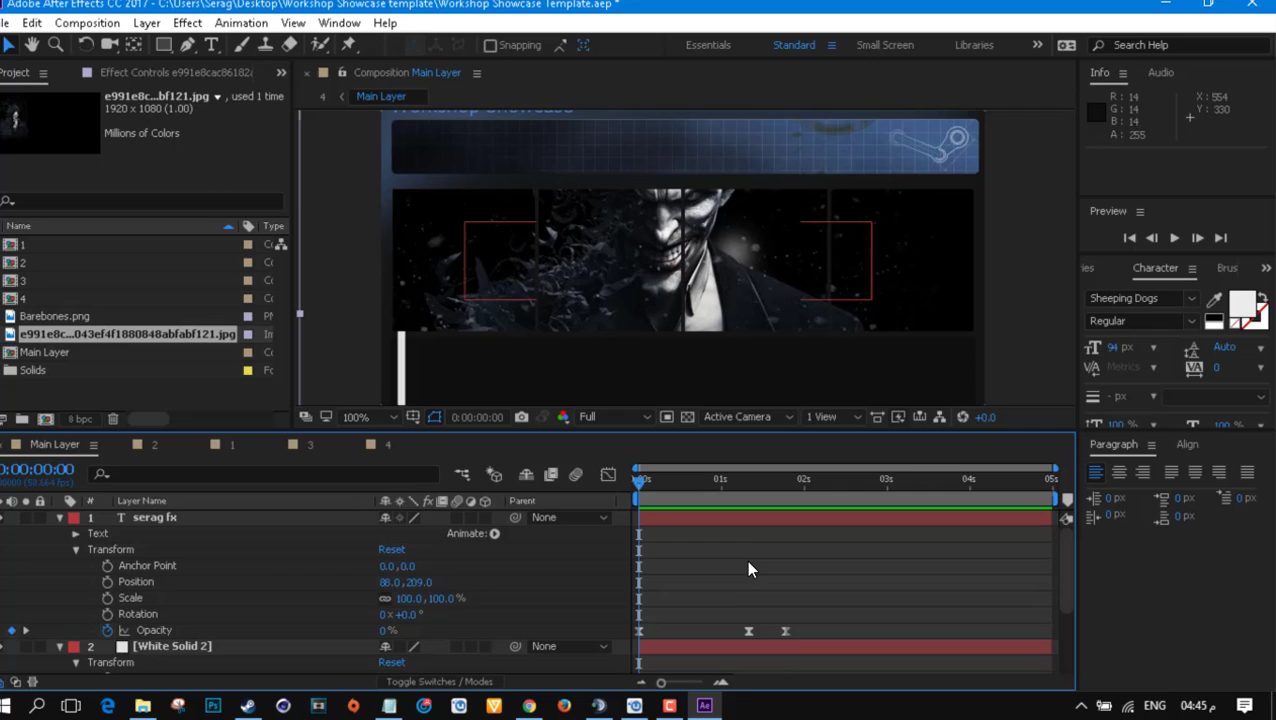 Adobe After Effects CC 2017 - C:\Users\Serag\Desktop\Workshop Showcase template\Workshop Showcase Template.aep *
Edit Composition Layer Effect Animation View Window Help
Snapping Essentials Standard Small Screen Libraries Search Help
Project Effect Controls e991e8cac86182 Composition Main Layer Info Audio
e991e8c...bf121.jpg , used 1 time
1920 x 1080 (1.00)
4 Main Layer
Millions of Colors
R : 14 X : 554
G : 14 Y : 330
B : 14
A : 255
Workshop Showcase
Name Type
1
2
3
4
Barebones.png
e991e8c...043ef4f1880848abfabf121.jpg
Main Layer
Solids
8 bpc
100% 0:00:00:00 Full Active Camera 1 View +0.0
Preview
Character Brus
Sheeping Dogs
Regular
94 px Auto
Metrics 0
- px
100 % 100 %
Paragraph Align
0 px 0 px 0 px
0 px 0 px
Main Layer 2 1 3 4
0:00:00:00
01s 02s 03s 04s 05s
# Layer Name Parent
1 T serag fx None
Text Animate:
Transform Reset
Anchor Point 0.0,0.0
Position 88.0,209.0
Scale 100.0,100.0 %
Rotation 0 x +0.0 °
Opacity 0 %
2 [White Solid 2] None
Transform Reset
Toggle Switches / Modes
ENG 04:45 م